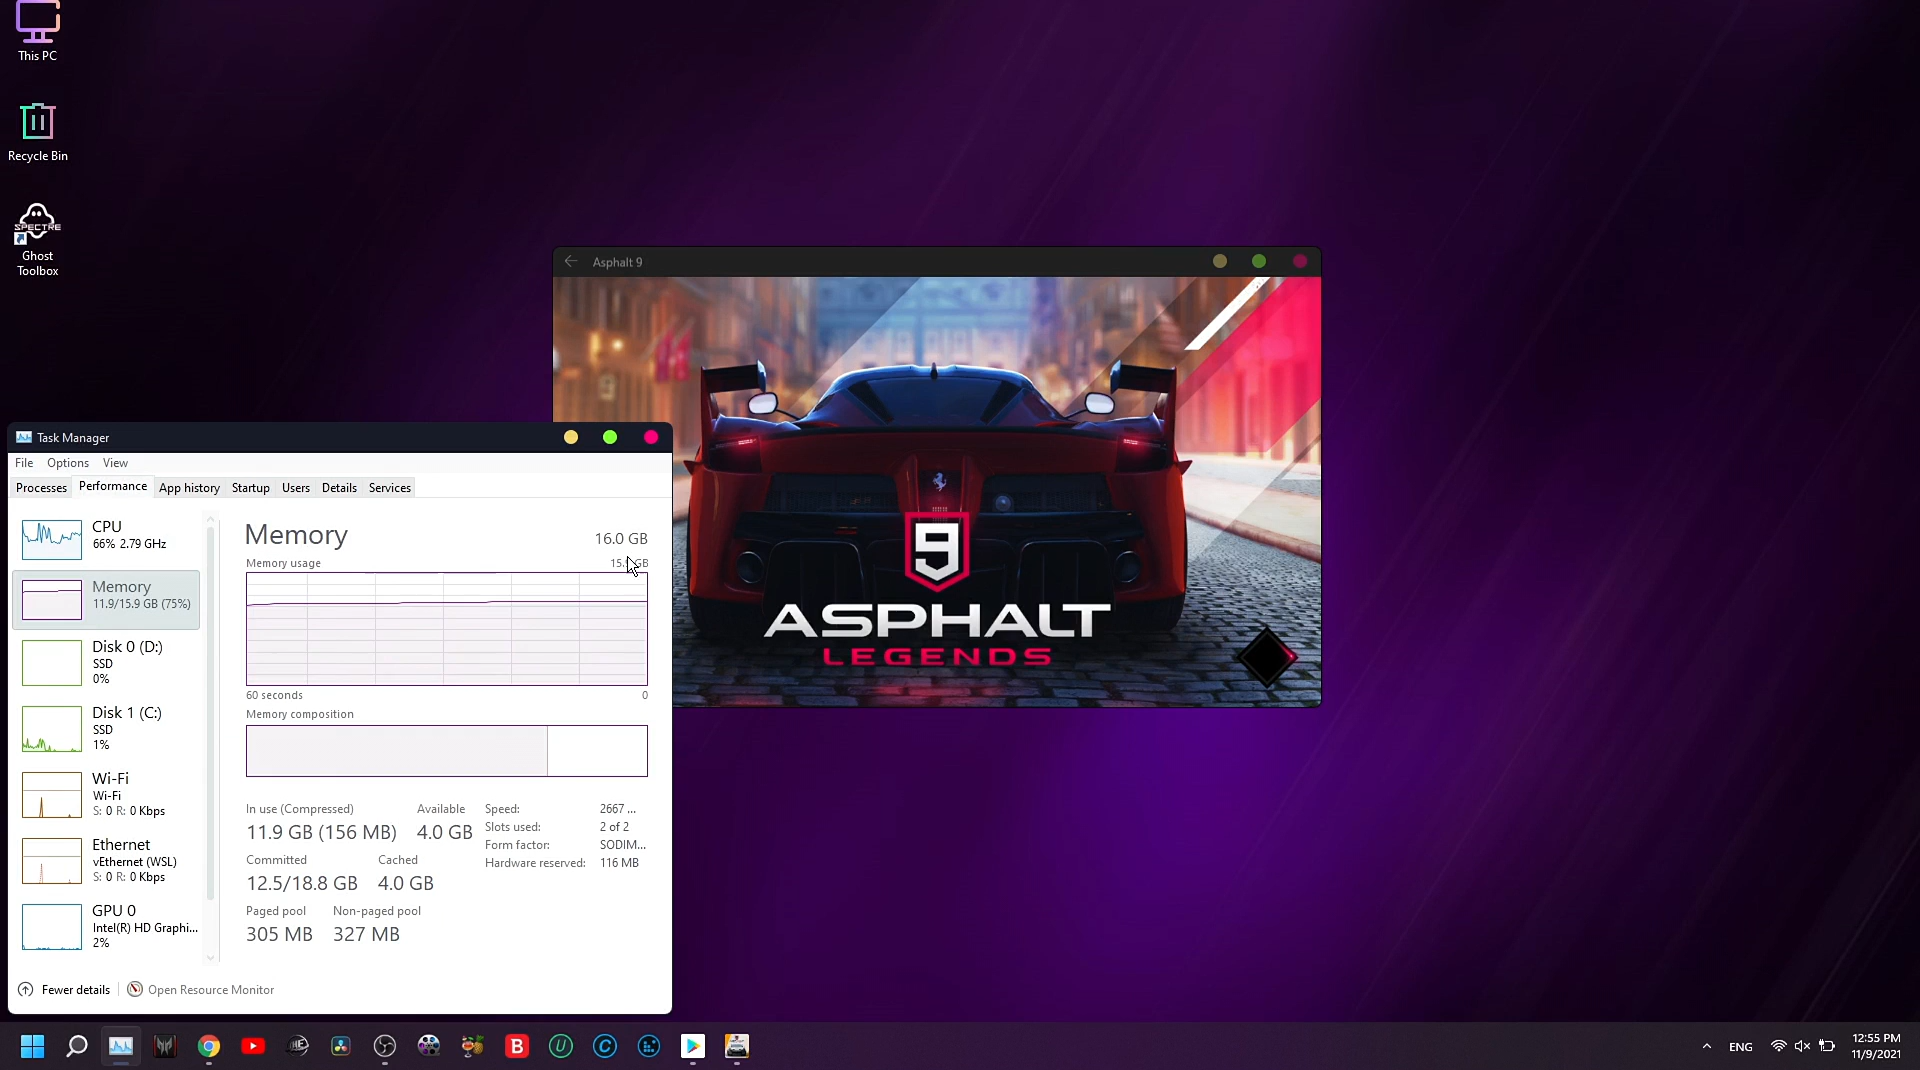 This PC
Recycle Bin
SPECTRE
Ghost
Toolbox
Asphalt 9
9
ASPHALT
LEGENDS
Task Manager
File Options View
Processes Performance App history Startup Users Details Services
CPU
66% 2.79 GHz
Memory
11.9/15.9 GB (75%)
Disk 0 (D:)
SSD
0%
Disk 1 (C:)
SSD
1%
Wi-Fi
Wi-Fi
S: 0 R: 0 Kbps
Ethernet
vEthernet (WSL)
S: 0 R: 0 Kbps
GPU 0
Intel(R) HD Graphi...
2%
Memory 16.0 GB
Memory usage GB
60 seconds 0
Memory composition
In use (Compressed) Available
11.9 GB (156 MB) 4.0 GB
Committed Cached
12.5/18.8 GB 4.0 GB
Paged pool Non-paged pool
305 MB 327 MB
Speed: 2667 ...
Slots used: 2 of 2
Form factor: SODIM...
Hardware reserved: 116 MB
Fewer details Open Resource Monitor
B U C
ENG
12:55 PM
11/9/2021